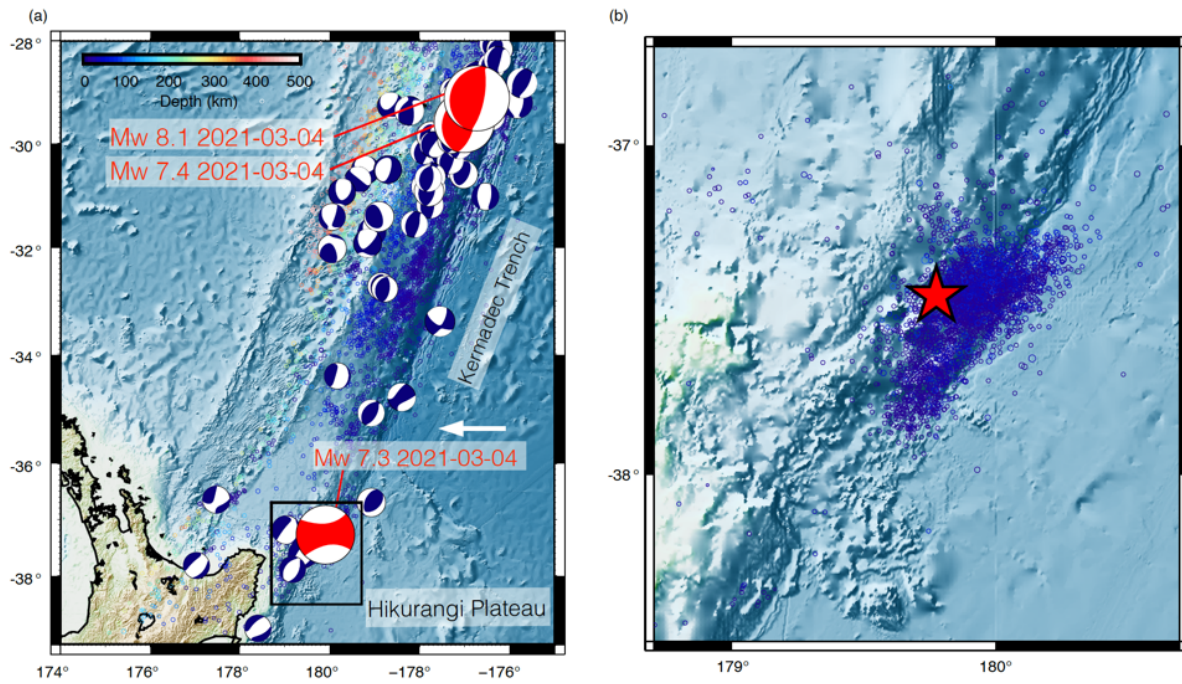 (a)
(b)
-28°
0 100 200 300 400 500
Depth (km)
Mw 8.1 2021-03-04
-30°
Mw 7.4 2021-03-04
-32°
Kermadec Trench
-34°
Mw 7.3 2021-03-04
-36°
-38°
Hikurangi Plateau
174° 176° 178° 180° -178° -176°
-37°
-38°
179° 180°